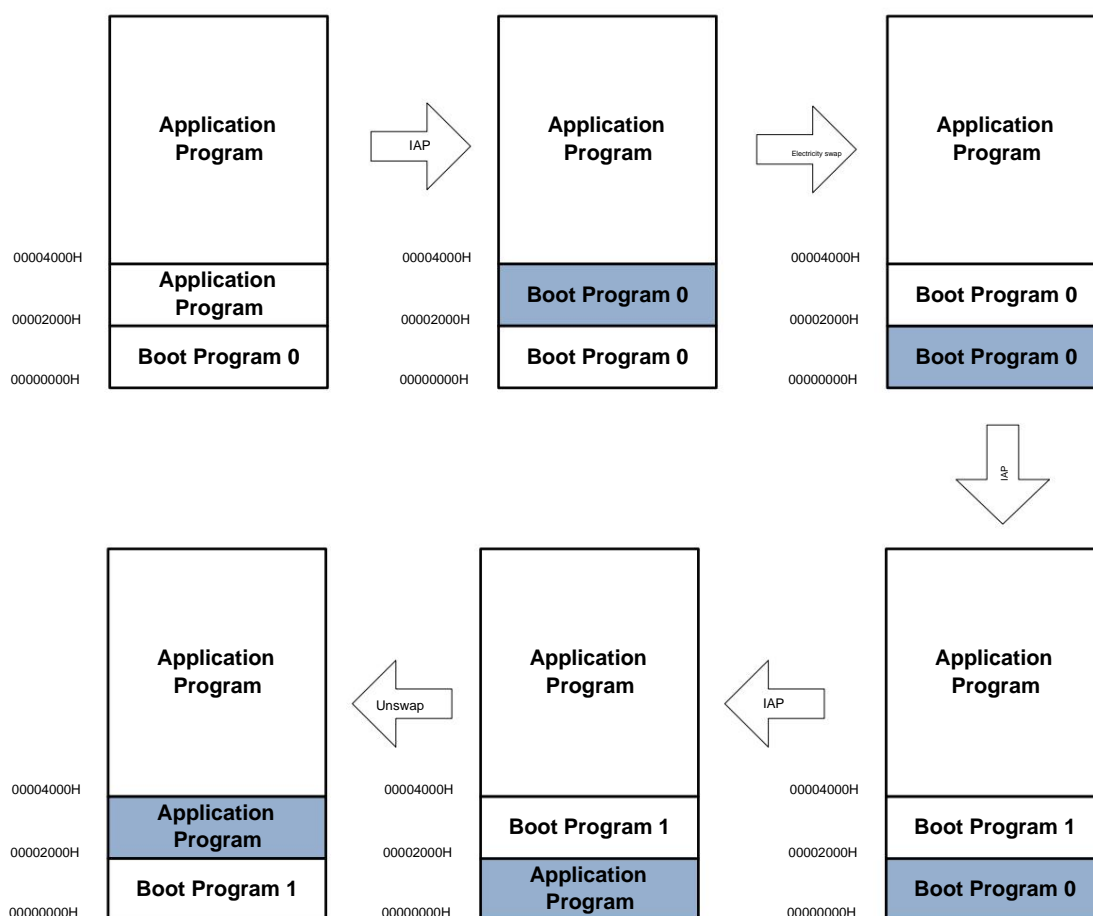 Application
Program
IAP
Application
Program
Electricity swap
Application
Program
00004000H
00004000H
00004000H
Application
Program
Boot Program 0
Boot Program 0
00002000H
00002000H
00002000H
Boot Program 0
Boot Program 0
Boot Program 0
00000000H
00000000H
00000000H
IAP
Application
Program
Unswap
Application
Program
IAP
Application
Program
00004000H
00004000H
00004000H
Application
Program
Boot Program 1
Boot Program 1
00002000H
00002000H
00002000H
Boot Program 1
Application
Program
Boot Program 0
00000000H
00000000H
00000000H